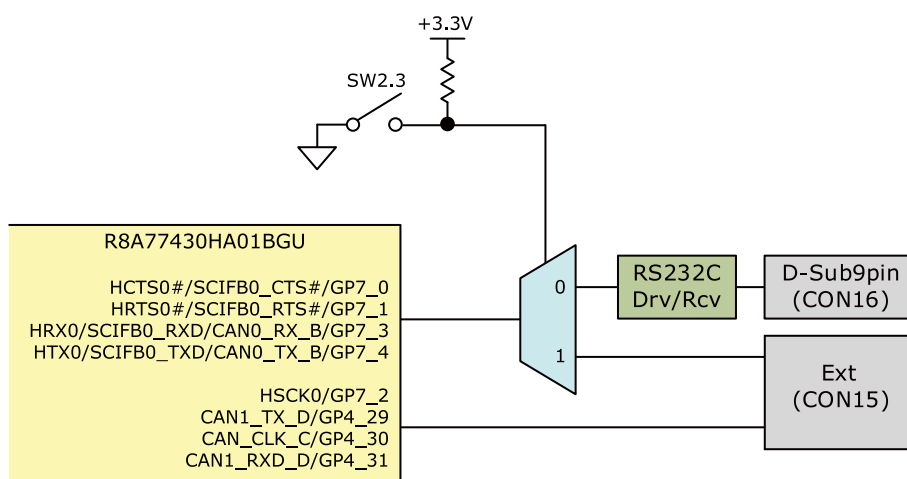 +3.3V
SW2.3
R8A77430HA01BGU
HCTS0#/SCIFB0_CTS#/GP7_0
HRTS0#/SCIFB0_RTS#/GP7_1
HRX0/SCIFB0_RXD/CAN0_RX_B/GP7_3
HTX0/SCIFB0_TXD/CAN0_TX_B/GP7_4
HSCK0/GP7_2
CAN1_TX_D/GP4_29
CAN_CLK_C/GP4_30
CAN1_RXD_D/GP4_31
0
1
RS232C
Drv/Rcv
D-Sub9pin
(CON16)
Ext
(CON15)